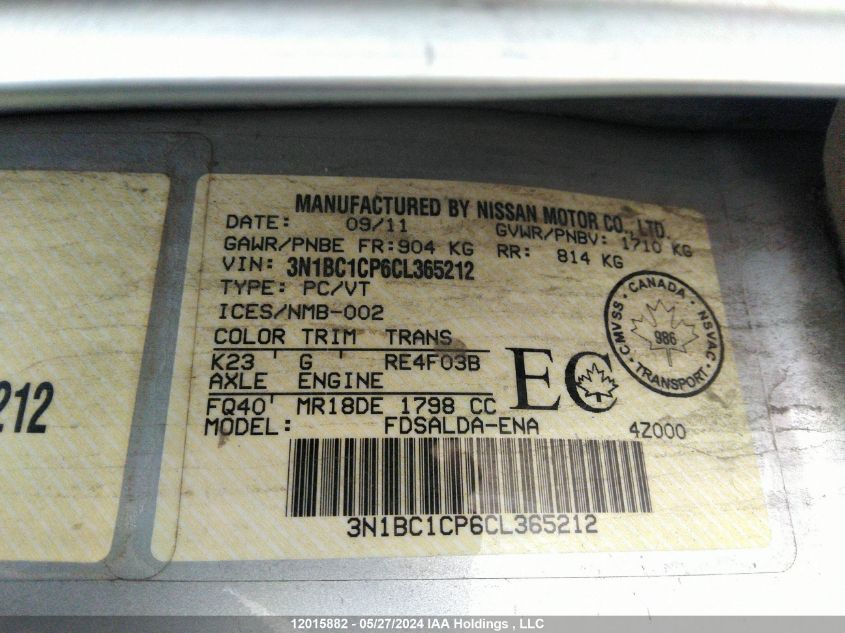 MANUFACTURED BY NISSAN MOTOR CO., LTD.
DATE: 09/11 GVWR/PNBV: 1710 KG
GAWR/PNBE FR: 904 KG RR: 814 KG
VIN: 3N1BC1CP6CL365212
TYPE: PC/VT
ICES/NMB-002
COLOR TRIM TRANS
K23 ' G ' RE4F03B
AXLE ENGINE
FQ40' MR18DE 1798 CC
MODEL: FDSALDA-ENA 4Z000
EC
CANADA
CMVSS • NSVAC
986
TRANSPORT
3N1BC1CP6CL365212
212
12015882 - 05/27/2024 IAA Holdings , LLC